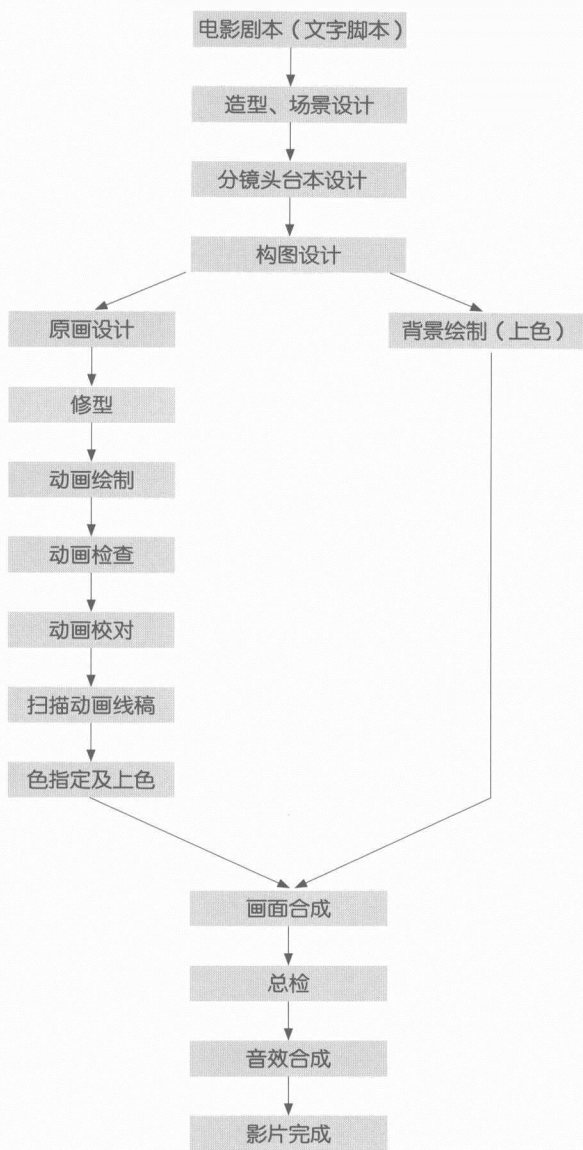 电影剧本（文字脚本）
造型、场景设计
分镜头台本设计
构图设计
原画设计
背景绘制（上色）
修型
动画绘制
动画检查
动画校对
扫描动画线稿
色指定及上色
画面合成
总检
音效合成
影片完成